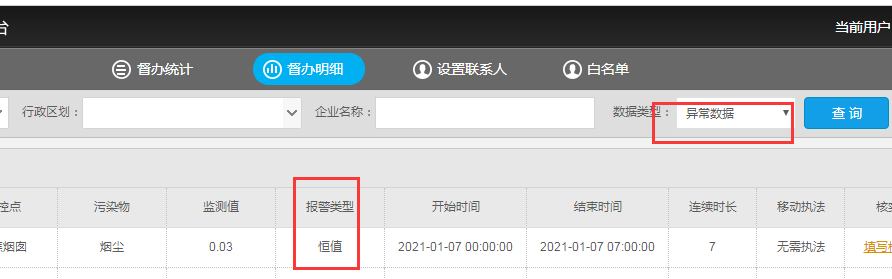 台 当前用户
督办统计 督办明细 设置联系人 白名单
行政区划： 企业名称： 数据类型： 异常数据 查 询
控点 污染物 监测值 报警类型 开始时间 结束时间 连续时长 移动执法 核
烟囱 烟尘 0.03 恒值 2021-01-07 00:00:00 2021-01-07 07:00:00 7 无需执法 填写